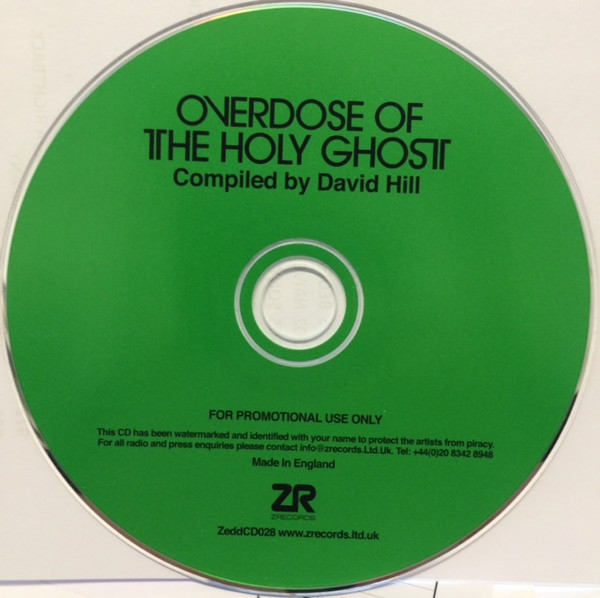 OVERDOSE OF
THE HOLY GHOST
Compiled by David Hill
FOR PROMOTIONAL USE ONLY
This CD has been watermarked and identified with your name to protect the artists from piracy.
For all radio and press enquiries please contact info@zrecords.Ltd.Uk. Tel: +44(0)20 8342 8948
Made In England
ZR
ZRECORDS
ZeddCD028 www.zrecords.ltd.uk